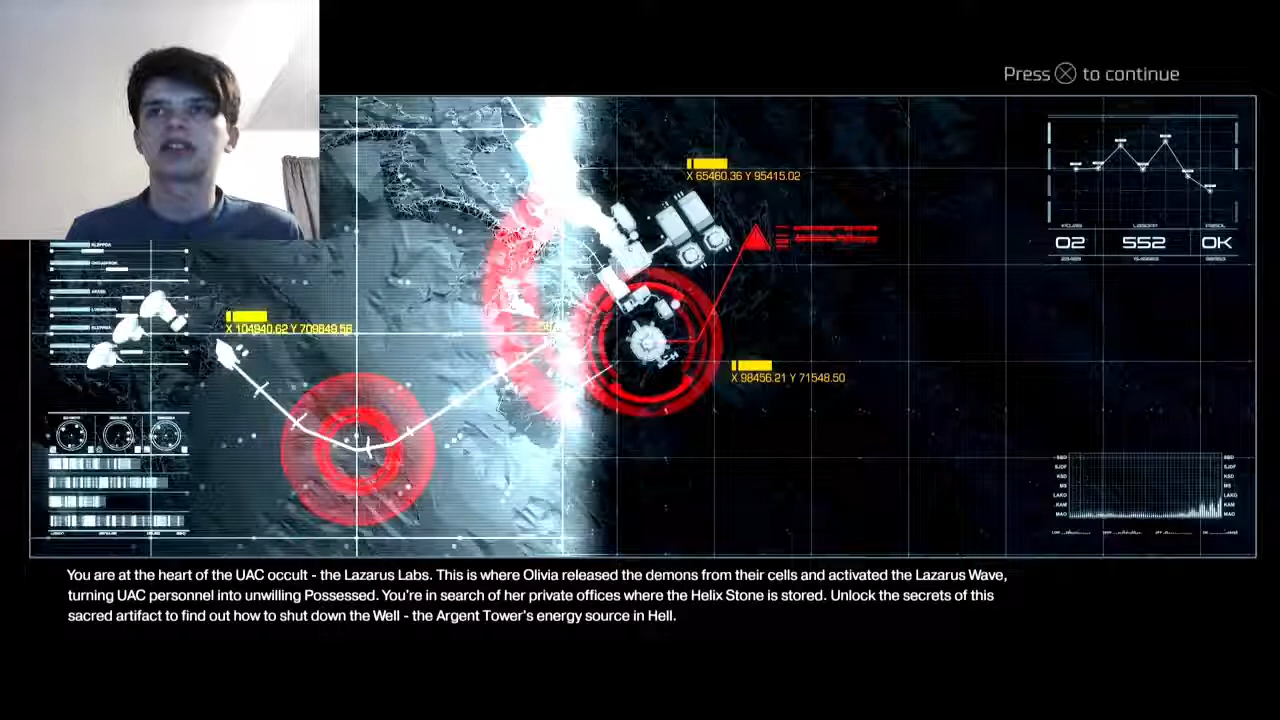 Press ⊗ to continue
X 65460.36 Y 95415.02
02 552 OK
X 104940.62 Y 709849.56
X 98456.21 Y 71548.50
You are at the heart of the UAC occult - the Lazarus Labs. This is where Olivia released the demons from their cells and activated the Lazarus Wave,
turning UAC personnel into unwilling Possessed. You're in search of her private offices where the Helix Stone is stored. Unlock the secrets of this
sacred artifact to find out how to shut down the Well - the Argent Tower's energy source in Hell.